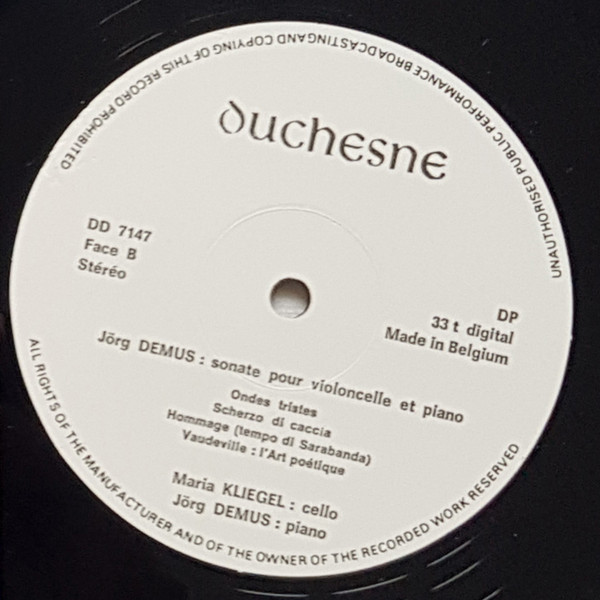 duchesne
DD 7147
Face B
Stéréo
DP
33 t digital
Made in Belgium
Jörg DEMUS : sonate pour violoncelle et piano
Ondes tristes
Scherzo di caccia
Hommage (tempo di Sarabanda)
Vaudeville : l'Art poétique
Maria KLIEGEL : cello
Jörg DEMUS : piano
ALL RIGHTS OF THE MANUFACTURER AND OF THE OWNER OF THE RECORDED WORK RESERVED
UNAUTHORISED PUBLIC PERFORMANCE BROADCASTING AND COPYING OF THIS RECORD PROHIBITED